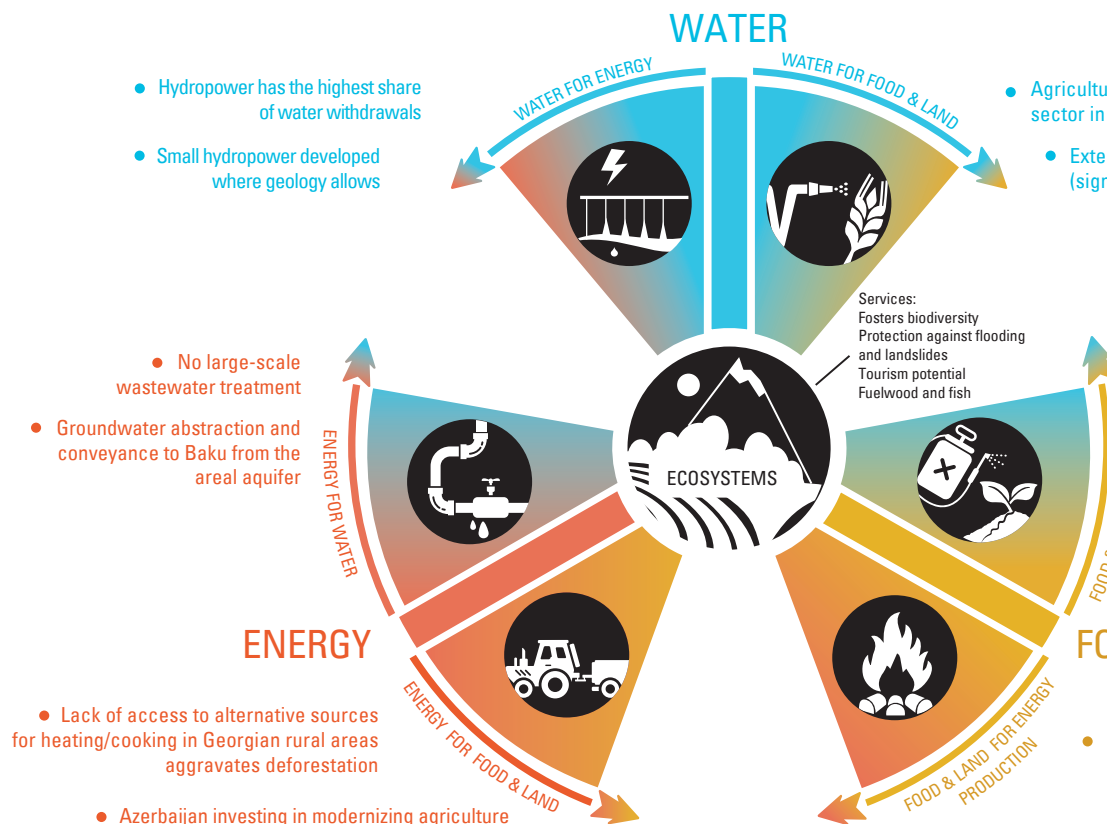 WATER
WATER FOR ENERGY
WATER FOR FOOD & LAND
• Hydropower has the highest share
of water withdrawals
• Small hydropower developed
where geology allows
•
sector in
•
Services:
Fosters biodiversity
Protection against flooding
and landslides
Tourism potential
Fuelwood and fish
• No large-scale
wastewater treatment
• Groundwater abstraction and
conveyance to Baku from the
areal aquifer
ENERGY FOR WATER
ECOSYSTEMS
FOOD &
ENERGY
ENERGY FOR FOOD & LAND
• Lack of access to alternative sources
for heating/cooking in Georgian rural areas
aggravates deforestation
• Azerbaijan investing in modernizing agriculture
FOOD & LAND FOR ENERGY
PRODUCTION
•